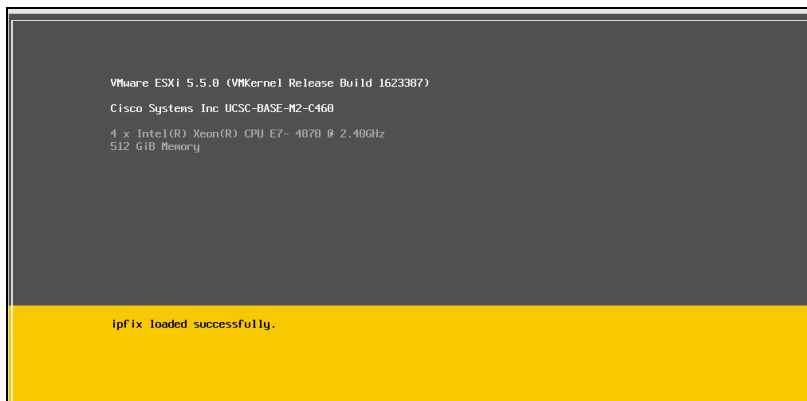 VMware ESXi 5.5.0 (VMKernel Release Build 1623387)
Cisco Systems Inc UCSC-BASE-M2-C460
4 x Intel(R) Xeon(R) CPU E7- 4870 @ 2.40GHz
512 GiB Memory
ipfix loaded successfully.